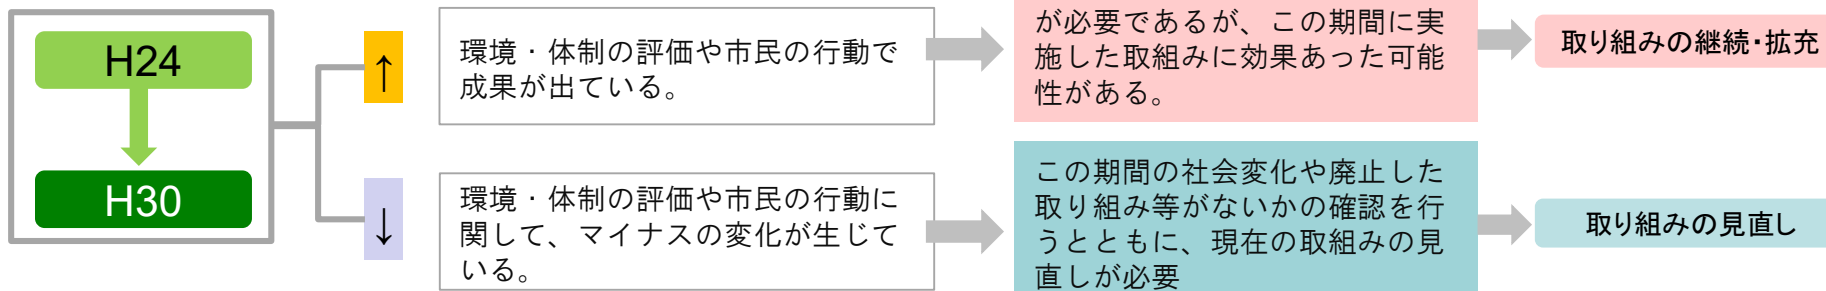 H24
H30
↑
環境・体制の評価や市民の行動で
成果が出ている。
が必要であるが、この期間に実
施した取組みに効果あった可能
性がある。
取り組みの継続・拡充
↓
環境・体制の評価や市民の行動に
関して、マイナスの変化が生じて
いる。
この期間の社会変化や廃止した
取り組み等がないかの確認を行
うとともに、現在の取組みの見
直しが必要
取り組みの見直し